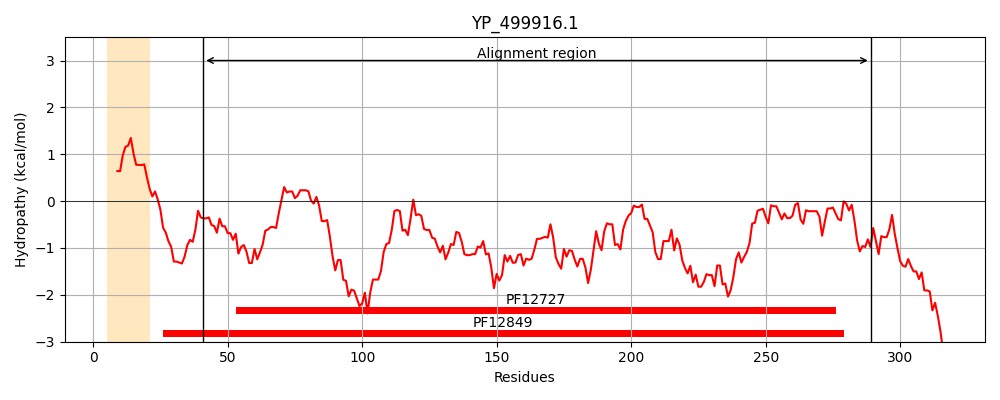 YP_499916.1
Alignment region
3
2
1
0
−1
−2
−3
Hydropathy (kcal/mol)
PF12727
PF12849
0 50 100 150 200 250 300
Residues